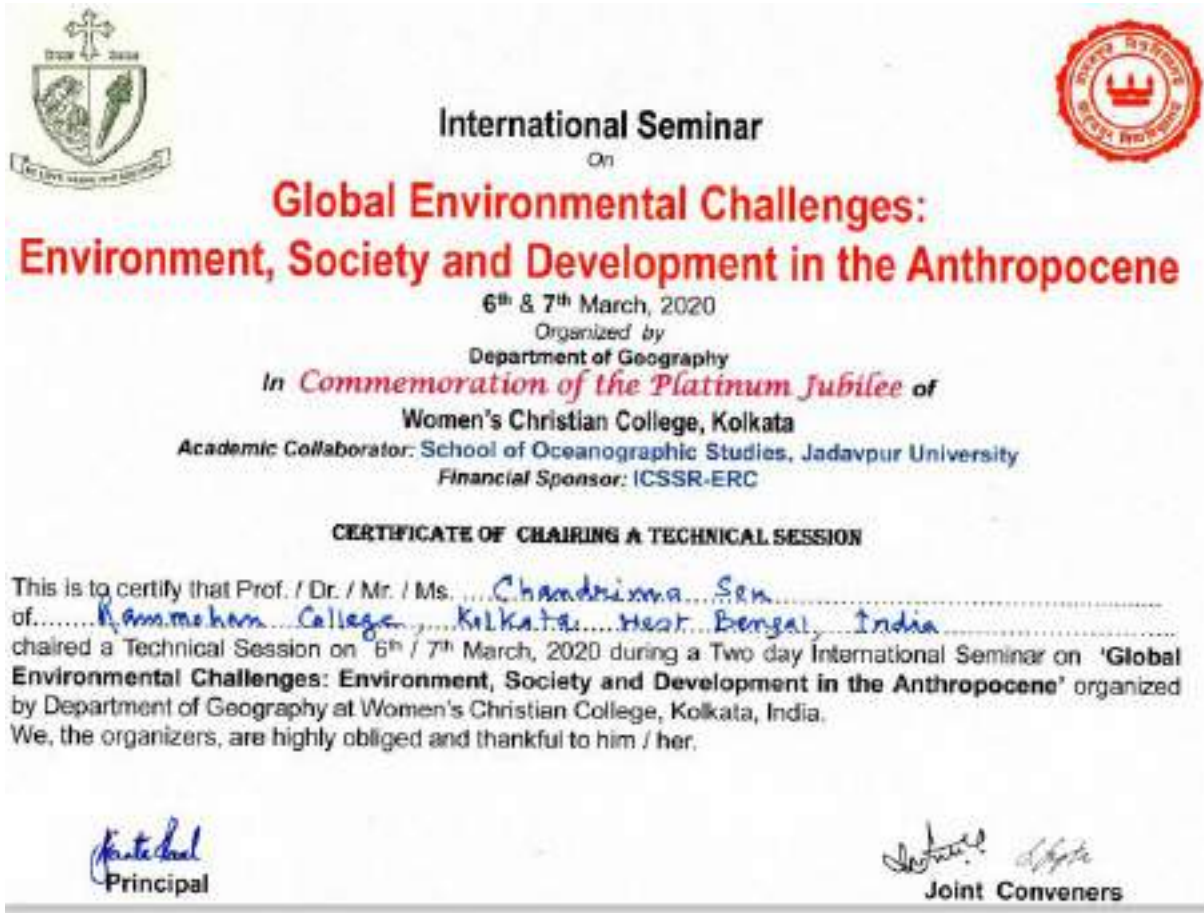 International Seminar
On
Global Environmental Challenges:
Environment, Society and Development in the Anthropocene
6th & 7th March, 2020
Organized by
Department of Geography
In Commemoration of the Platinum Jubilee of
Women's Christian College, Kolkata
Academic Collaborator: School of Oceanographic Studies, Jadavpur University
Financial Sponsor: ICSSR-ERC
CERTIFICATE OF CHAIRING A TECHNICAL SESSION
This is to certify that Prof. / Dr. / Mr. / Ms. Chandrima Sen
of Rammohan College, Kolkata West Bengal, India
chaired a Technical Session on 6th / 7th March, 2020 during a Two day International Seminar on 'Global
Environmental Challenges: Environment, Society and Development in the Anthropocene' organized
by Department of Geography at Women's Christian College, Kolkata, India.
We, the organizers, are highly obliged and thankful to him / her.
Principal
Joint Conveners